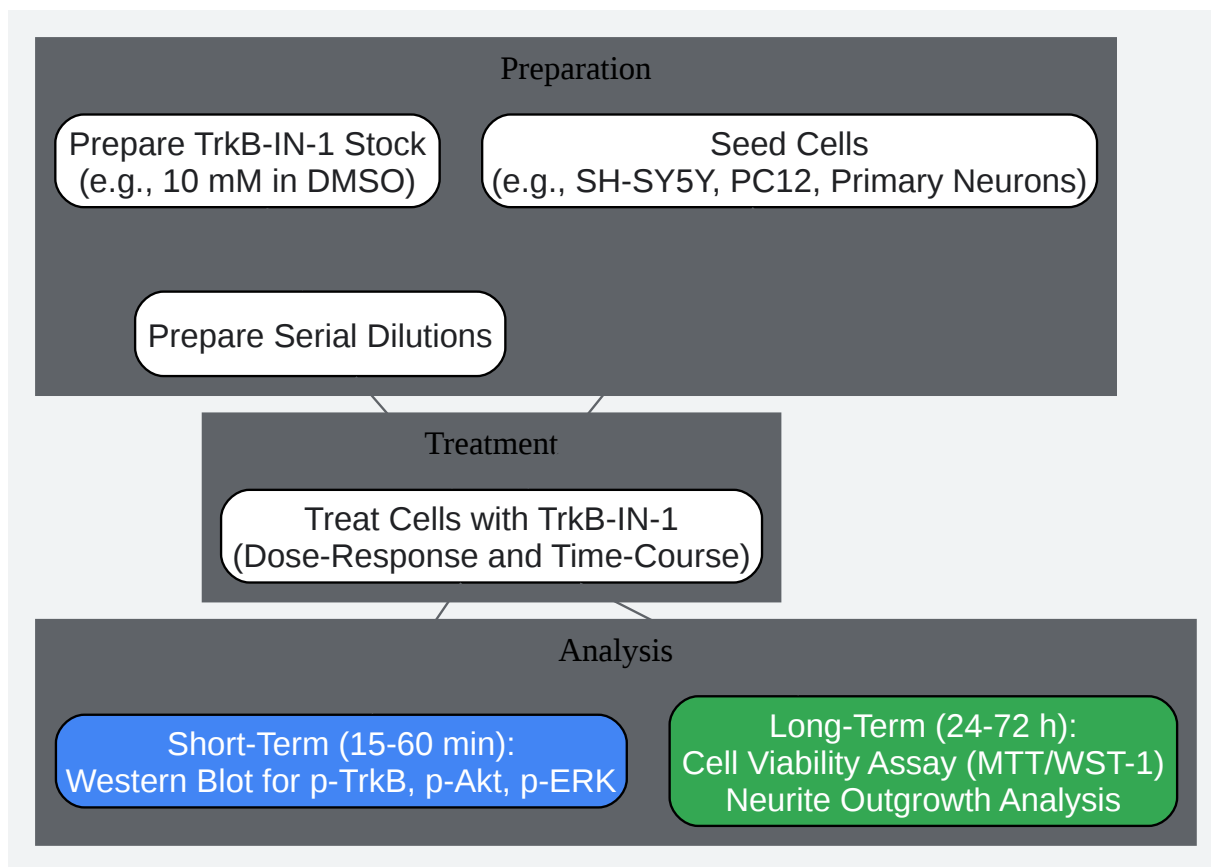 Preparation
Prepare TrkB-IN-1 Stock
(e.g., 10 mM in DMSO)
Seed Cells
(e.g., SH-SY5Y, PC12, Primary Neurons)
Prepare Serial Dilutions
Treatment
Treat Cells with TrkB-IN-1
(Dose-Response and Time-Course)
Analysis
Short-Term (15-60 min):
Western Blot for p-TrkB, p-Akt, p-ERK
Long-Term (24-72 h):
Cell Viability Assay (MTT/WST-1)
Neurite Outgrowth Analysis